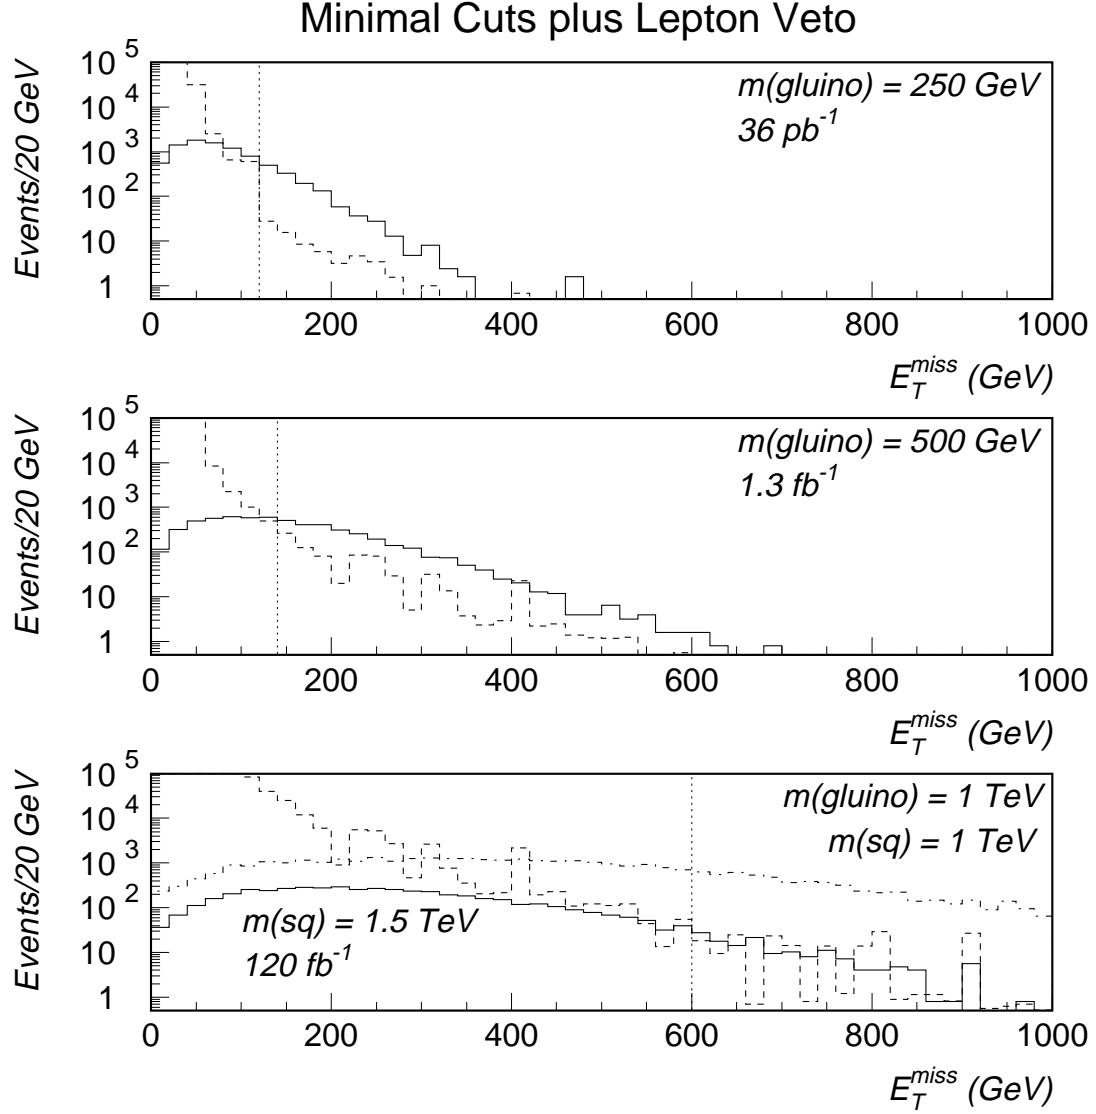 Minimal Cuts plus Lepton Veto
Events/20 GeV
10^5
10^4
10^3
10^2
10
1
m(gluino) = 250 GeV
36 pb^-1
0 200 400 600 800 1000
E_T^miss (GeV)
Events/20 GeV
10^5
10^4
10^3
10^2
10
1
m(gluino) = 500 GeV
1.3 fb^-1
0 200 400 600 800 1000
E_T^miss (GeV)
Events/20 GeV
10^5
10^4
10^3
10^2
10
1
m(gluino) = 1 TeV
m(sq) = 1 TeV
m(sq) = 1.5 TeV
120 fb^-1
0 200 400 600 800 1000
E_T^miss (GeV)